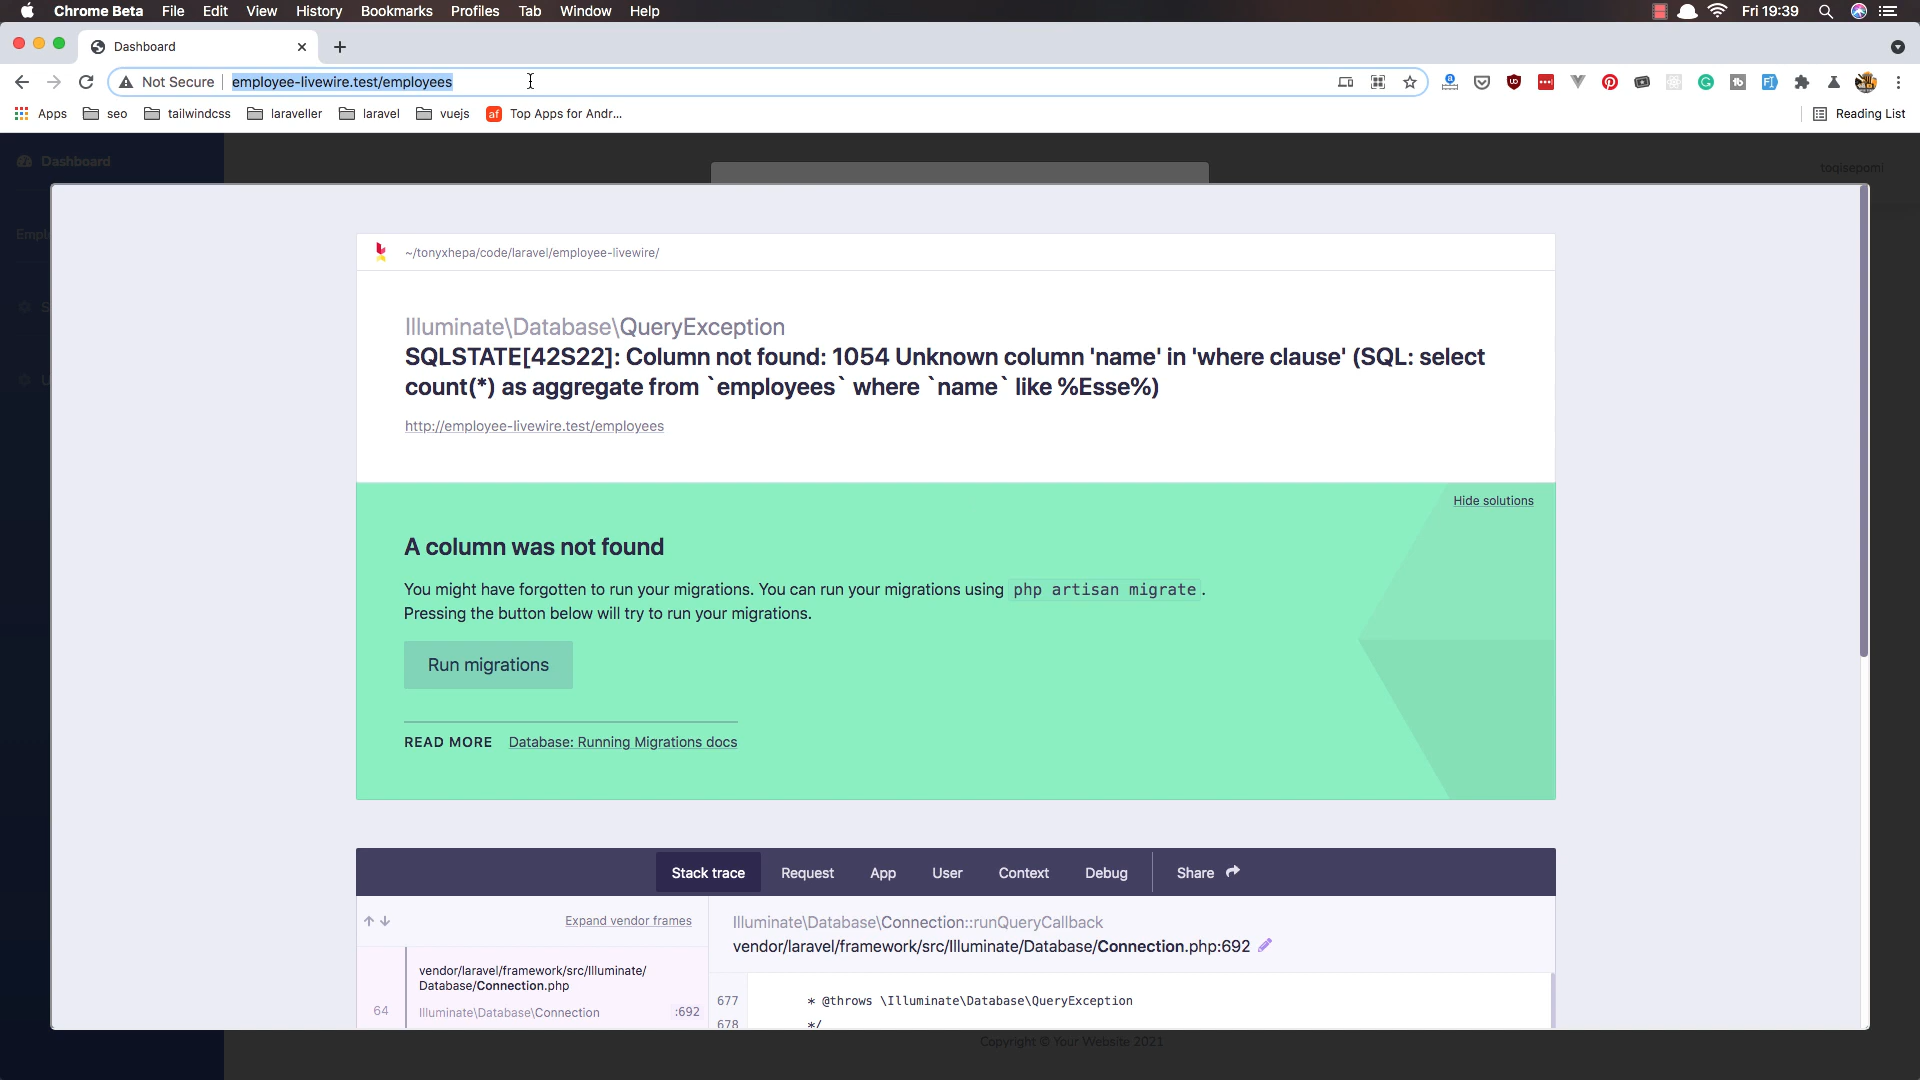 Chrome Beta File Edit View History Bookmarks Profiles Tab Window Help Fri 19:39
Dashboard
Not Secure employee-livewire.test/employees
Apps seo tailwindcss laraveller laravel vuejs Top Apps for Andr... Reading List
Dashboard
toqisepomi
Empl
~/tonyxhepa/code/laravel/employee-livewire/
Illuminate\Database\QueryException
SQLSTATE[42S22]: Column not found: 1054 Unknown column 'name' in 'where clause' (SQL: select
count(*) as aggregate from `employees` where `name` like %Esse%)
http://employee-livewire.test/employees
Hide solutions
A column was not found
You might have forgotten to run your migrations. You can run your migrations using php artisan migrate.
Pressing the button below will try to run your migrations.
Run migrations
READ MORE Database: Running Migrations docs
Stack trace Request App User Context Debug Share
Expand vendor frames
Illuminate\Database\Connection::runQueryCallback
vendor/laravel/framework/src/Illuminate/Database/Connection.php:692
vendor/laravel/framework/src/Illuminate/
Database/Connection.php
64 Illuminate\Database\Connection :692
677 * @throws \Illuminate\Database\QueryException
678 */
Copyright © Your Website 2021